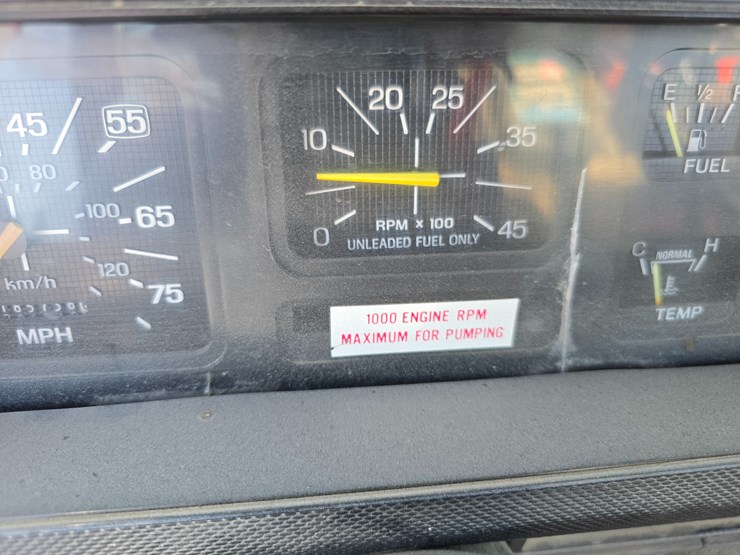 45
55
80
100
65
120
75
km/h
MPH
20
25
10
35
0
45
RPM x 100
UNLEADED FUEL ONLY
1000 ENGINE RPM
MAXIMUM FOR PUMPING
E 1/2 F
FUEL
C NORMAL H
TEMP